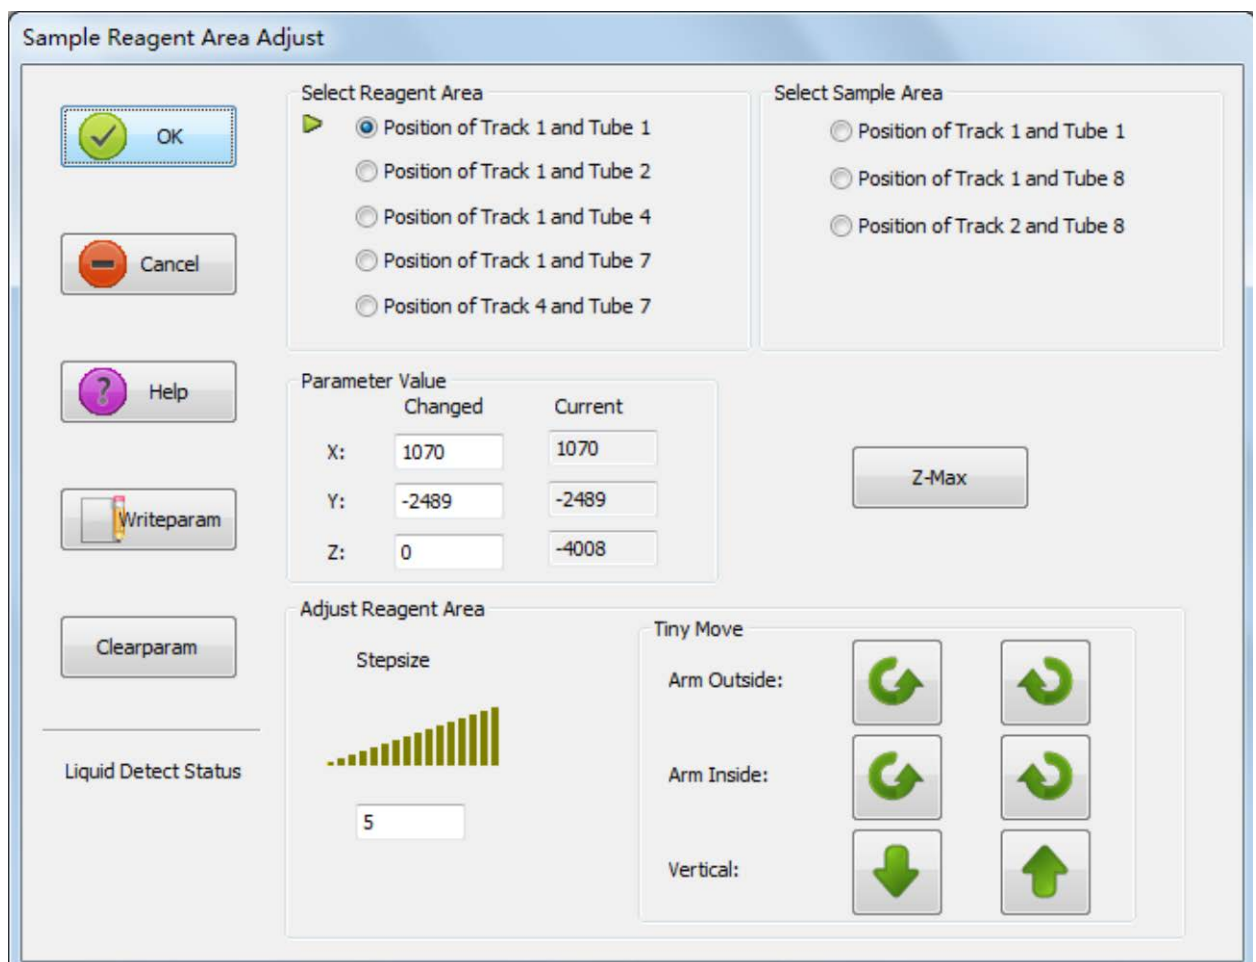 Sample Reagent Area Adjust
OK
Cancel
Help
Writeparam
Clearparam
Liquid Detect Status
Select Reagent Area
Position of Track 1 and Tube 1
Position of Track 1 and Tube 2
Position of Track 1 and Tube 4
Position of Track 1 and Tube 7
Position of Track 4 and Tube 7
Select Sample Area
Position of Track 1 and Tube 1
Position of Track 1 and Tube 8
Position of Track 2 and Tube 8
Parameter Value
Changed Current
X: 1070 1070
Y: -2489 -2489
Z: 0 -4008
Z-Max
Adjust Reagent Area
Stepsize
5
Tiny Move
Arm Outside:
Arm Inside:
Vertical: